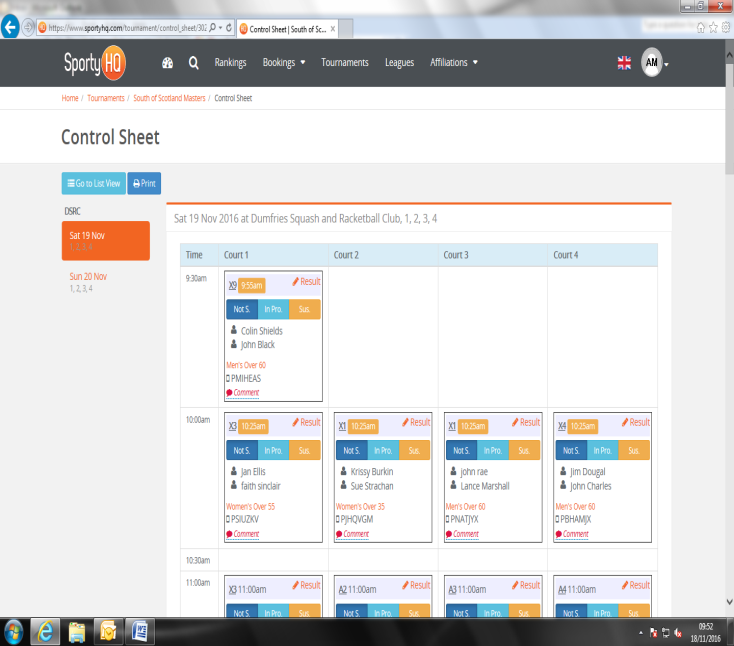 https://www.sportyhq.com/tournament/control_sheet/302
Control Sheet | South of Sc...
SportyHQ
Rankings Bookings Tournaments Leagues Affiliations
AM
Home / Tournaments / South of Scotland Masters / Control Sheet
Control Sheet
Go to List View Print
DSRC
Sat 19 Nov
1, 2, 3, 4
Sun 20 Nov
1, 2, 3, 4
Sat 19 Nov 2016 at Dumfries Squash and Racketball Club, 1, 2, 3, 4
Time Court 1 Court 2 Court 3 Court 4
9:30am
X9 9:55am Result
Not S. In Pro. Sus.
Colin Shields
John Black
Men's Over 60
PMIHEAS
Comment
10:00am
X3 10:25am Result
Not S. In Pro. Sus.
Jan Ellis
faith sinclair
Women's Over 55
PSIUZKV
Comment
X1 10:25am Result
Not S. In Pro. Sus.
Krissy Burkin
Sue Strachan
Women's Over 35
PJHQVGM
Comment
X1 10:25am Result
Not S. In Pro. Sus.
john rae
Lance Marshall
Men's Over 60
PNATJYX
Comment
X4 10:25am Result
Not S. In Pro. Sus.
Jim Dougal
John Charles
Men's Over 60
PBHAMJX
Comment
10:30am
11:00am
X3 11:00am Result
Not S. In Pro. Sus.
A2 11:00am Result
Not S. In Pro. Sus.
A3 11:00am Result
Not S. In Pro. Sus.
A4 11:00am Result
Not S. In Pro. Sus.
09:52
18/11/2016